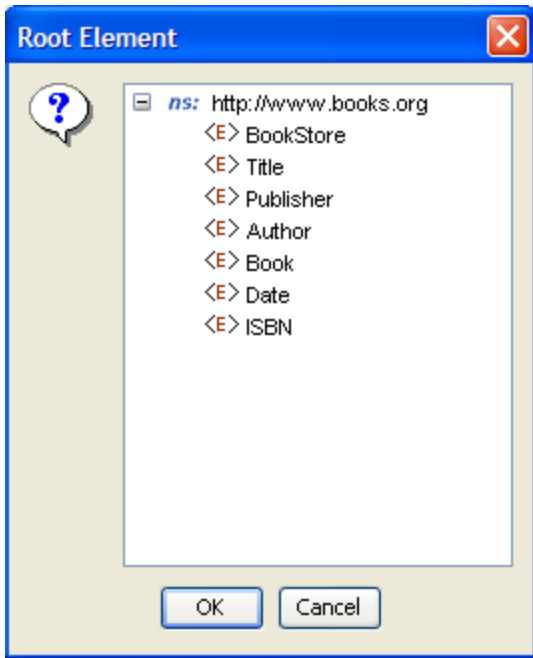 Root Element
ns: http://www.books.org
<E> BookStore
<E> Title
<E> Publisher
<E> Author
<E> Book
<E> Date
<E> ISBN
OK Cancel